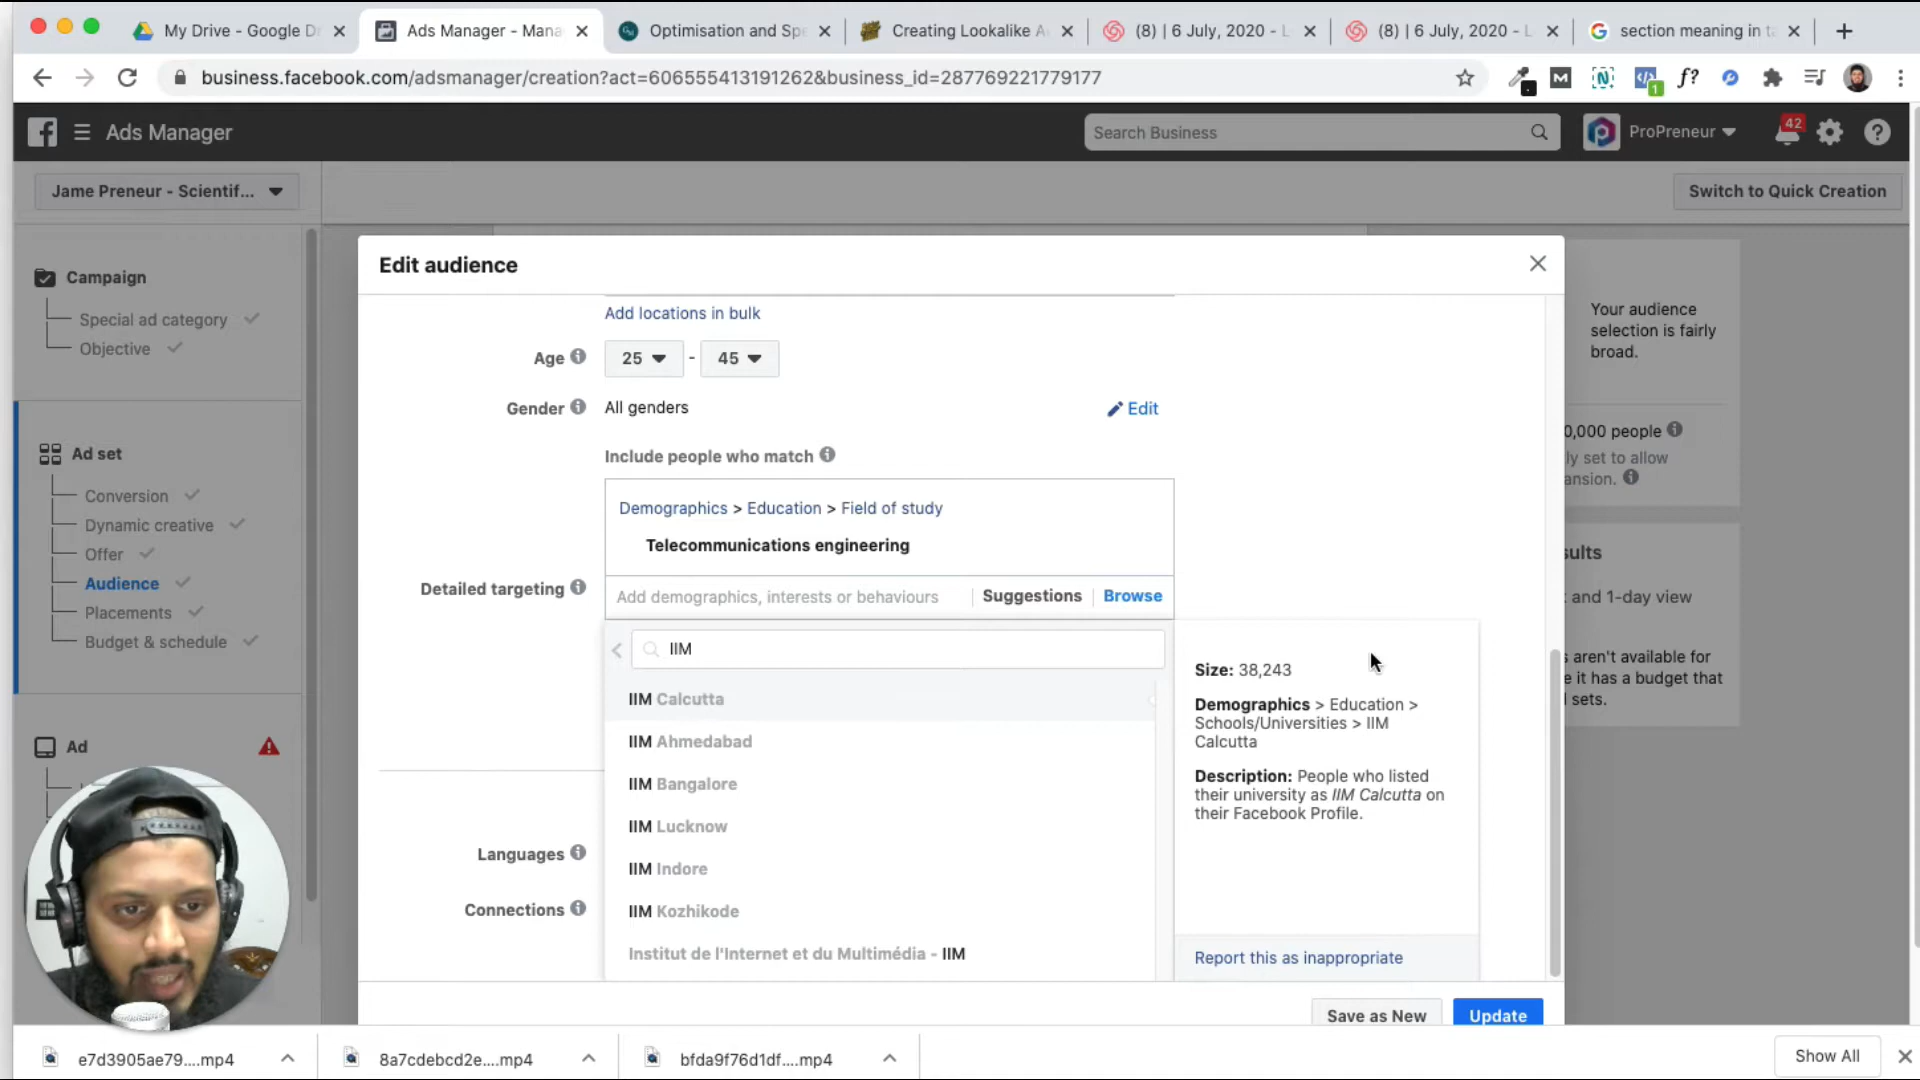 My Drive - Google Dr
Ads Manager - Mana
Optimisation and Spe
Creating Lookalike A
(8) | 6 July, 2020 - L
(8) | 6 July, 2020 - L
section meaning in ta
business.facebook.com/adsmanager/creation?act=606555413191262&business_id=287769221779177
M
N
1
f?
Ads Manager
Search Business
ProPreneur
42
Jame Preneur - Scientif...
Switch to Quick Creation
Campaign
Special ad category
Objective
Ad set
Conversion
Dynamic creative
Offer
Audience
Placements
Budget & schedule
Ad
Edit audience
Add locations in bulk
Age
25 - 45
Gender
All genders
Edit
Include people who match
Demographics > Education > Field of study
Telecommunications engineering
Detailed targeting
Add demographics, interests or behaviours
Suggestions
Browse
IIM
IIM Calcutta
IIM Ahmedabad
IIM Bangalore
IIM Lucknow
IIM Indore
IIM Kozhikode
Institut de l'Internet et du Multimédia - IIM
Size: 38,243
Demographics > Education >
Schools/Universities > IIM
Calcutta
Description: People who listed
their university as IIM Calcutta on
their Facebook Profile.
Report this as inappropriate
Languages
Connections
Save as New
Update
Your audience
selection is fairly
broad.
0,000 people
ly set to allow
ansion.
sults
and 1-day view
s aren't available for
e it has a budget that
sets.
e7d3905ae79....mp4
8a7cdebcd2e....mp4
bfda9f76d1df....mp4
Show All